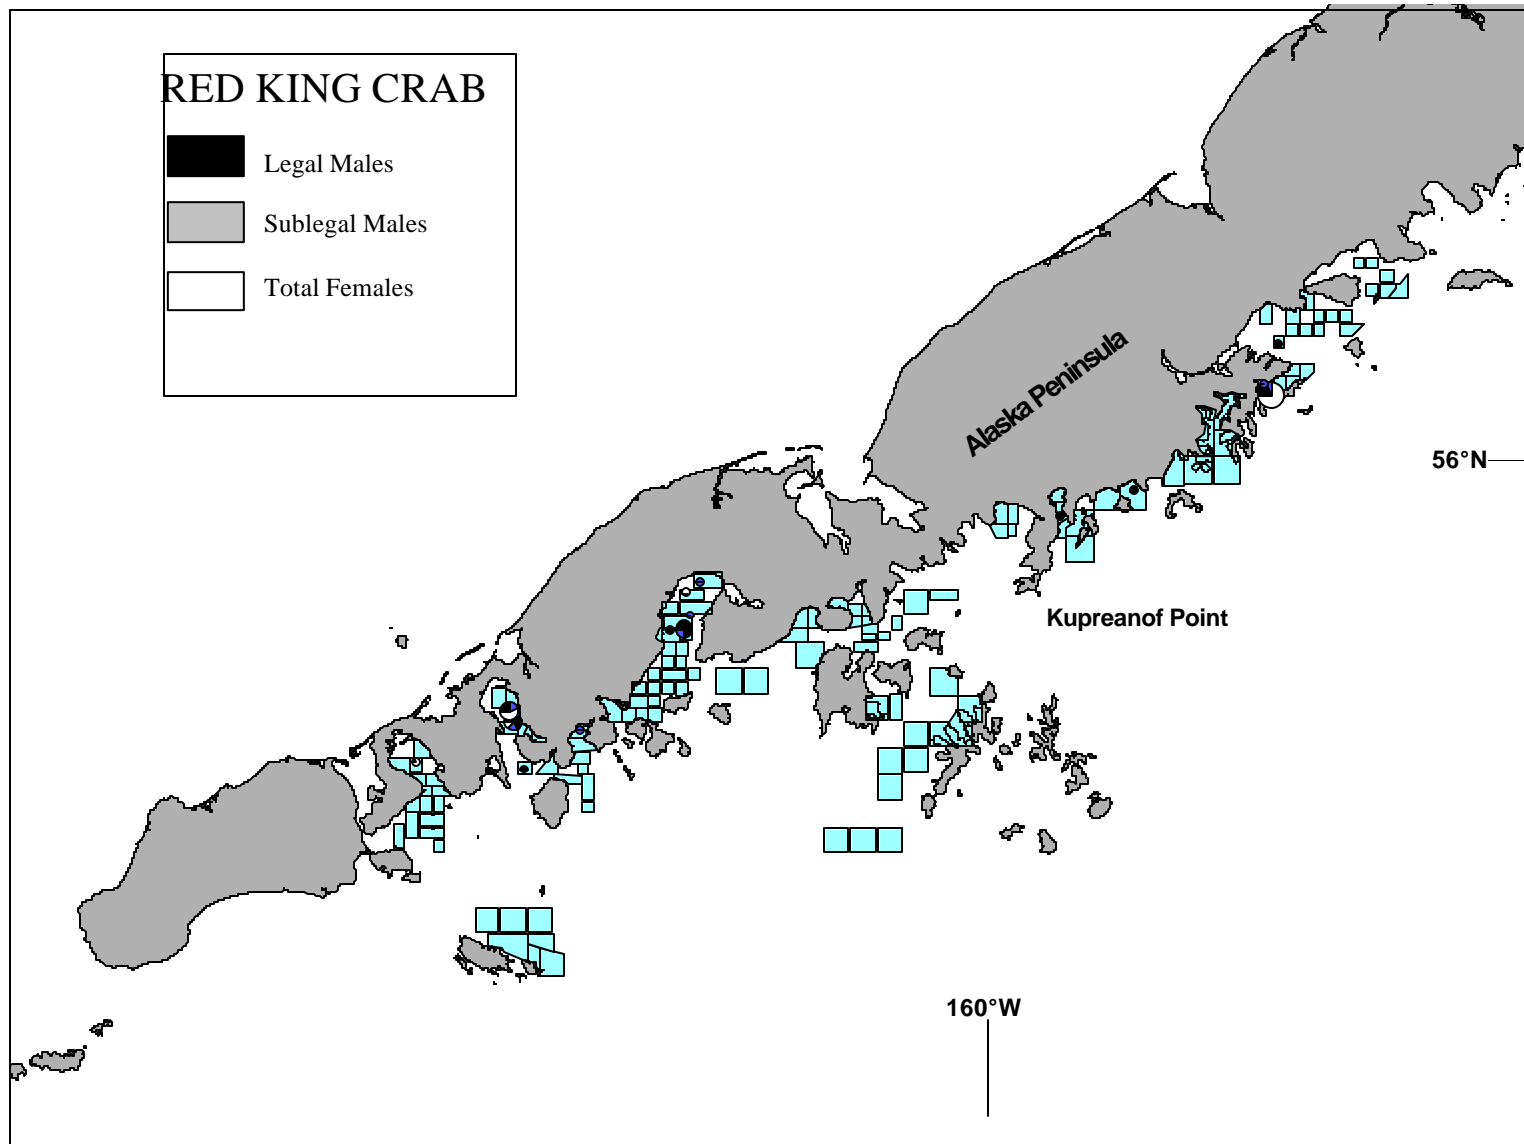 RED KING CRAB
Legal Males
Sublegal Males
Total Females
Alaska Peninsula
56°N
Kupreanof Point
160°W